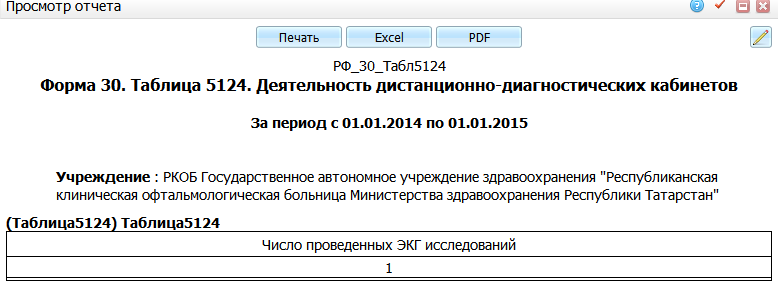 Просмотр отчета
Печать Excel PDF
РФ_30_Табл5124
Форма 30. Таблица 5124. Деятельность дистанционно-диагностических кабинетов
За период с 01.01.2014 по 01.01.2015
Учреждение : РКОБ Государственное автономное учреждение здравоохранения "Республиканская
клиническая офтальмологическая больница Министерства здравоохранения Республики Татарстан"
(Таблица5124) Таблица5124
Число проведенных ЭКГ исследований
1